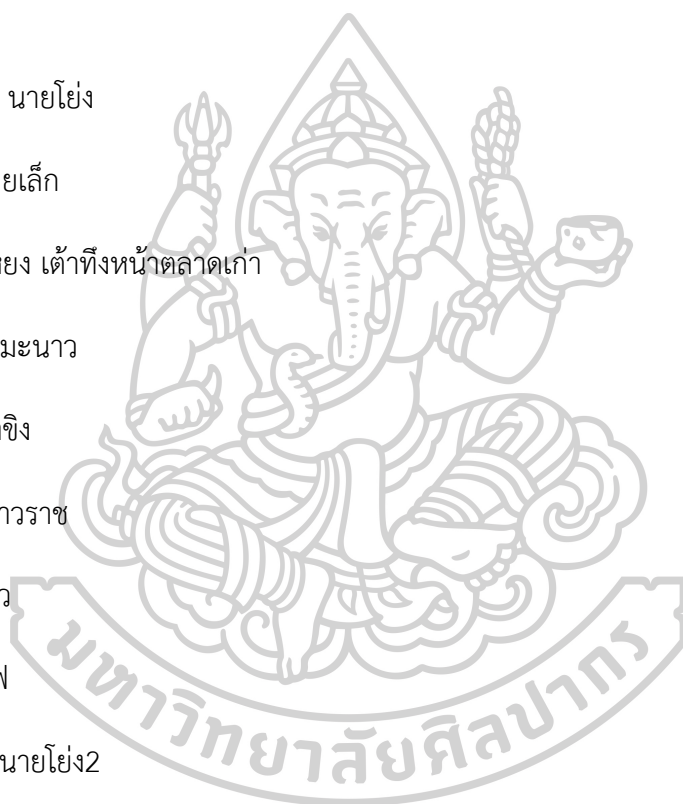 นายโย่ง
ยเล็ก
ยง เต้าทึงหน้าตลาดเก่า
มะนาว
ขิง
าวราช
ว
ฟ
นายโย่ง2
มหาวิทยาลัยศิลปากร